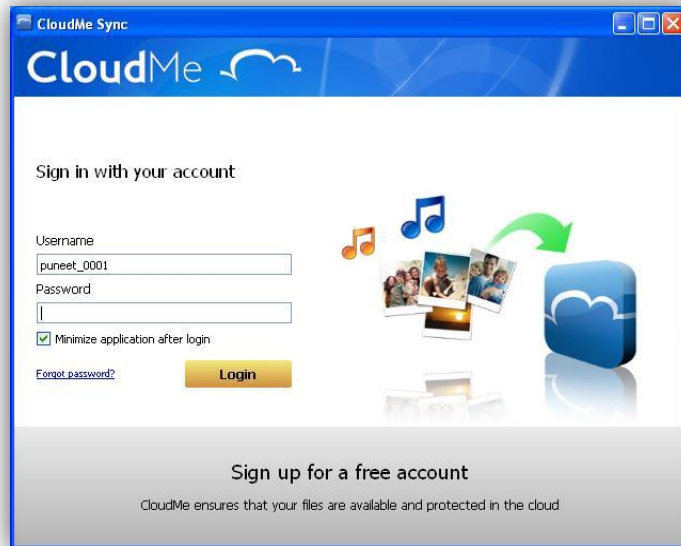 CloudMe Sync
CloudMe
Sign in with your account
Username
puneet_0001
Password
Minimize application after login
Forgot password?
Login
Sign up for a free account
CloudMe ensures that your files are available and protected in the cloud